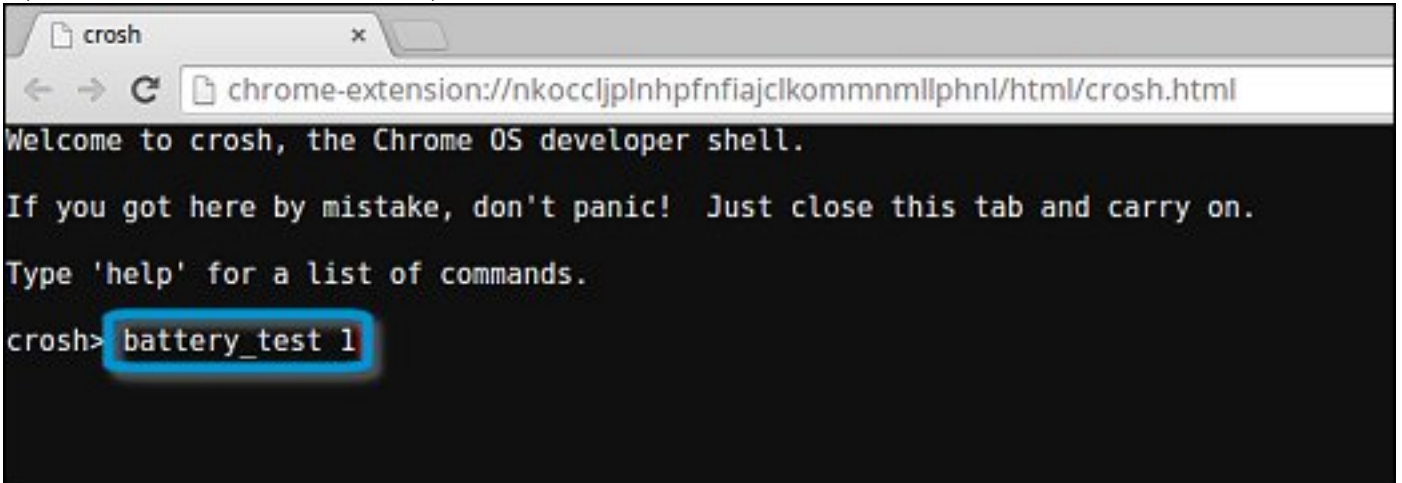 crosh ×
chrome-extension://nkoccljplnhpfnfiajclkommnmllphnl/html/crosh.html
Welcome to crosh, the Chrome OS developer shell.
If you got here by mistake, don't panic!  Just close this tab and carry on.
Type 'help' for a list of commands.
crosh> battery_test 1